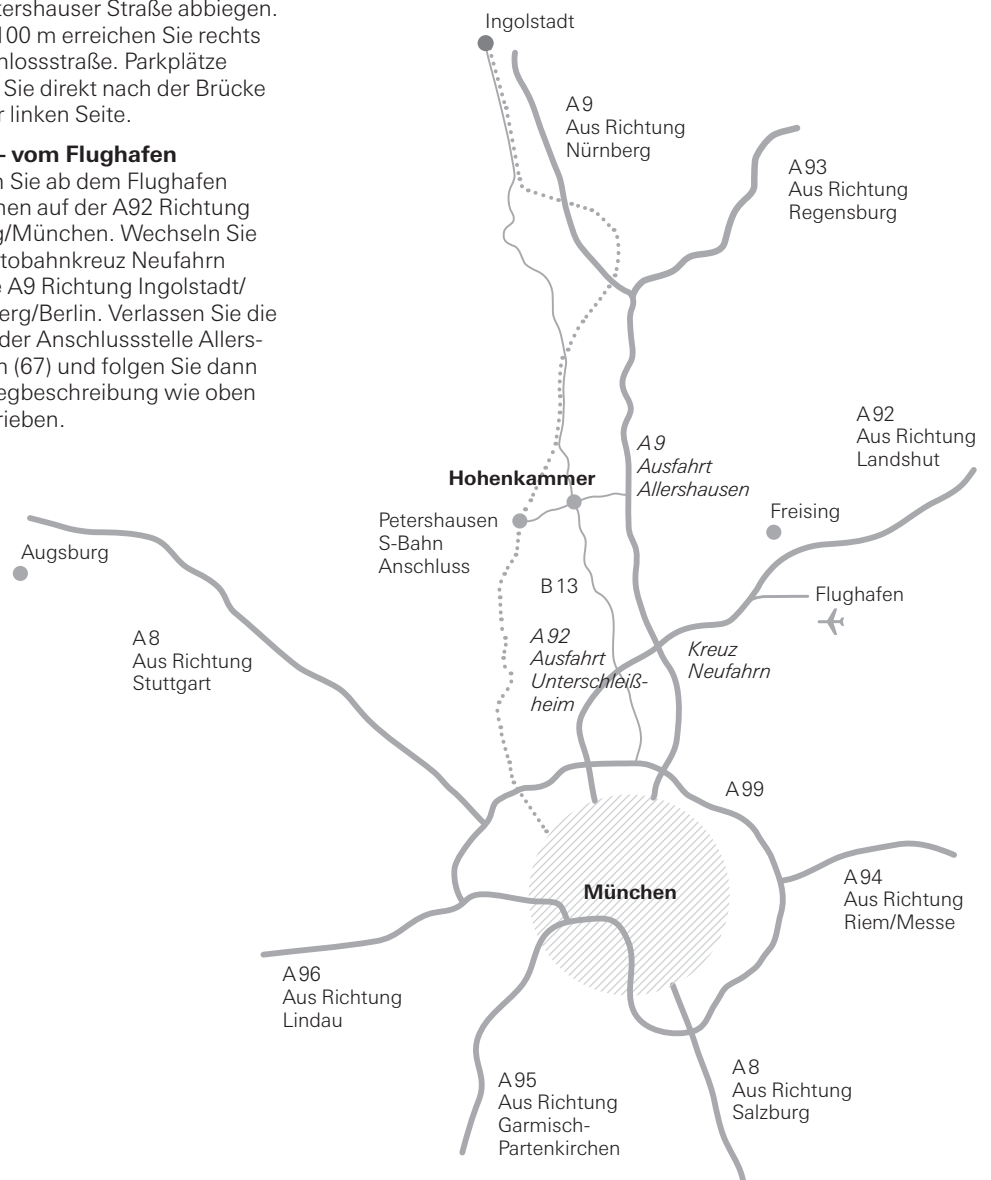 tershauser Straße abbiegen.
100 m erreichen Sie rechts
hlossstraße. Parkplätze
Sie direkt nach der Brücke
r linken Seite.
– vom Flughafen
n Sie ab dem Flughafen
nen auf der A92 Richtung
g/München. Wechseln Sie
tobahnkreuz Neufahrn
e A9 Richtung Ingolstadt/
erg/Berlin. Verlassen Sie die
der Anschlussstelle Allers-
n (67) und folgen Sie dann
egbeschreibung wie oben
rieben.
Ingolstadt
A 9
Aus Richtung
Nürnberg
A 93
Aus Richtung
Regensburg
A 92
Aus Richtung
Landshut
A 9
Ausfahrt
Allershausen
Hohenkammer
Petershausen
S-Bahn
Anschluss
Freising
Augsburg
B 13
Flughafen
A 8
Aus Richtung
Stuttgart
A 92
Ausfahrt
Unterschleiß-
heim
Kreuz
Neufahrn
A 99
München
A 94
Aus Richtung
Riem/Messe
A 96
Aus Richtung
Lindau
A 95
Aus Richtung
Garmisch-
Partenkirchen
A 8
Aus Richtung
Salzburg